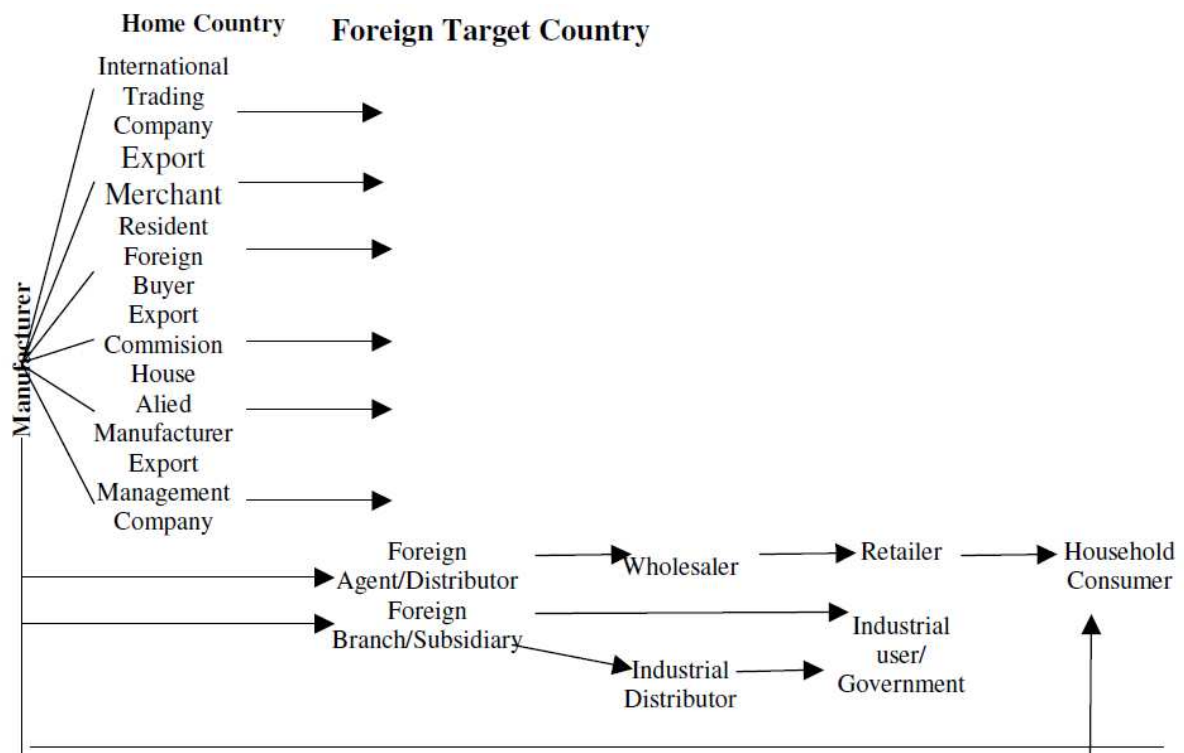 Home Country
Foreign Target Country
International
Trading
Company
Export
Merchant
Resident
Foreign
Buyer
Export
Commision
House
Alied
Manufacturer
Export
Management
Company
Manufacturer
Foreign
Agent/Distributor
Wholesaler
Retailer
Household
Consumer
Foreign
Branch/Subsidiary
Industrial
user/
Government
Industrial
Distributor